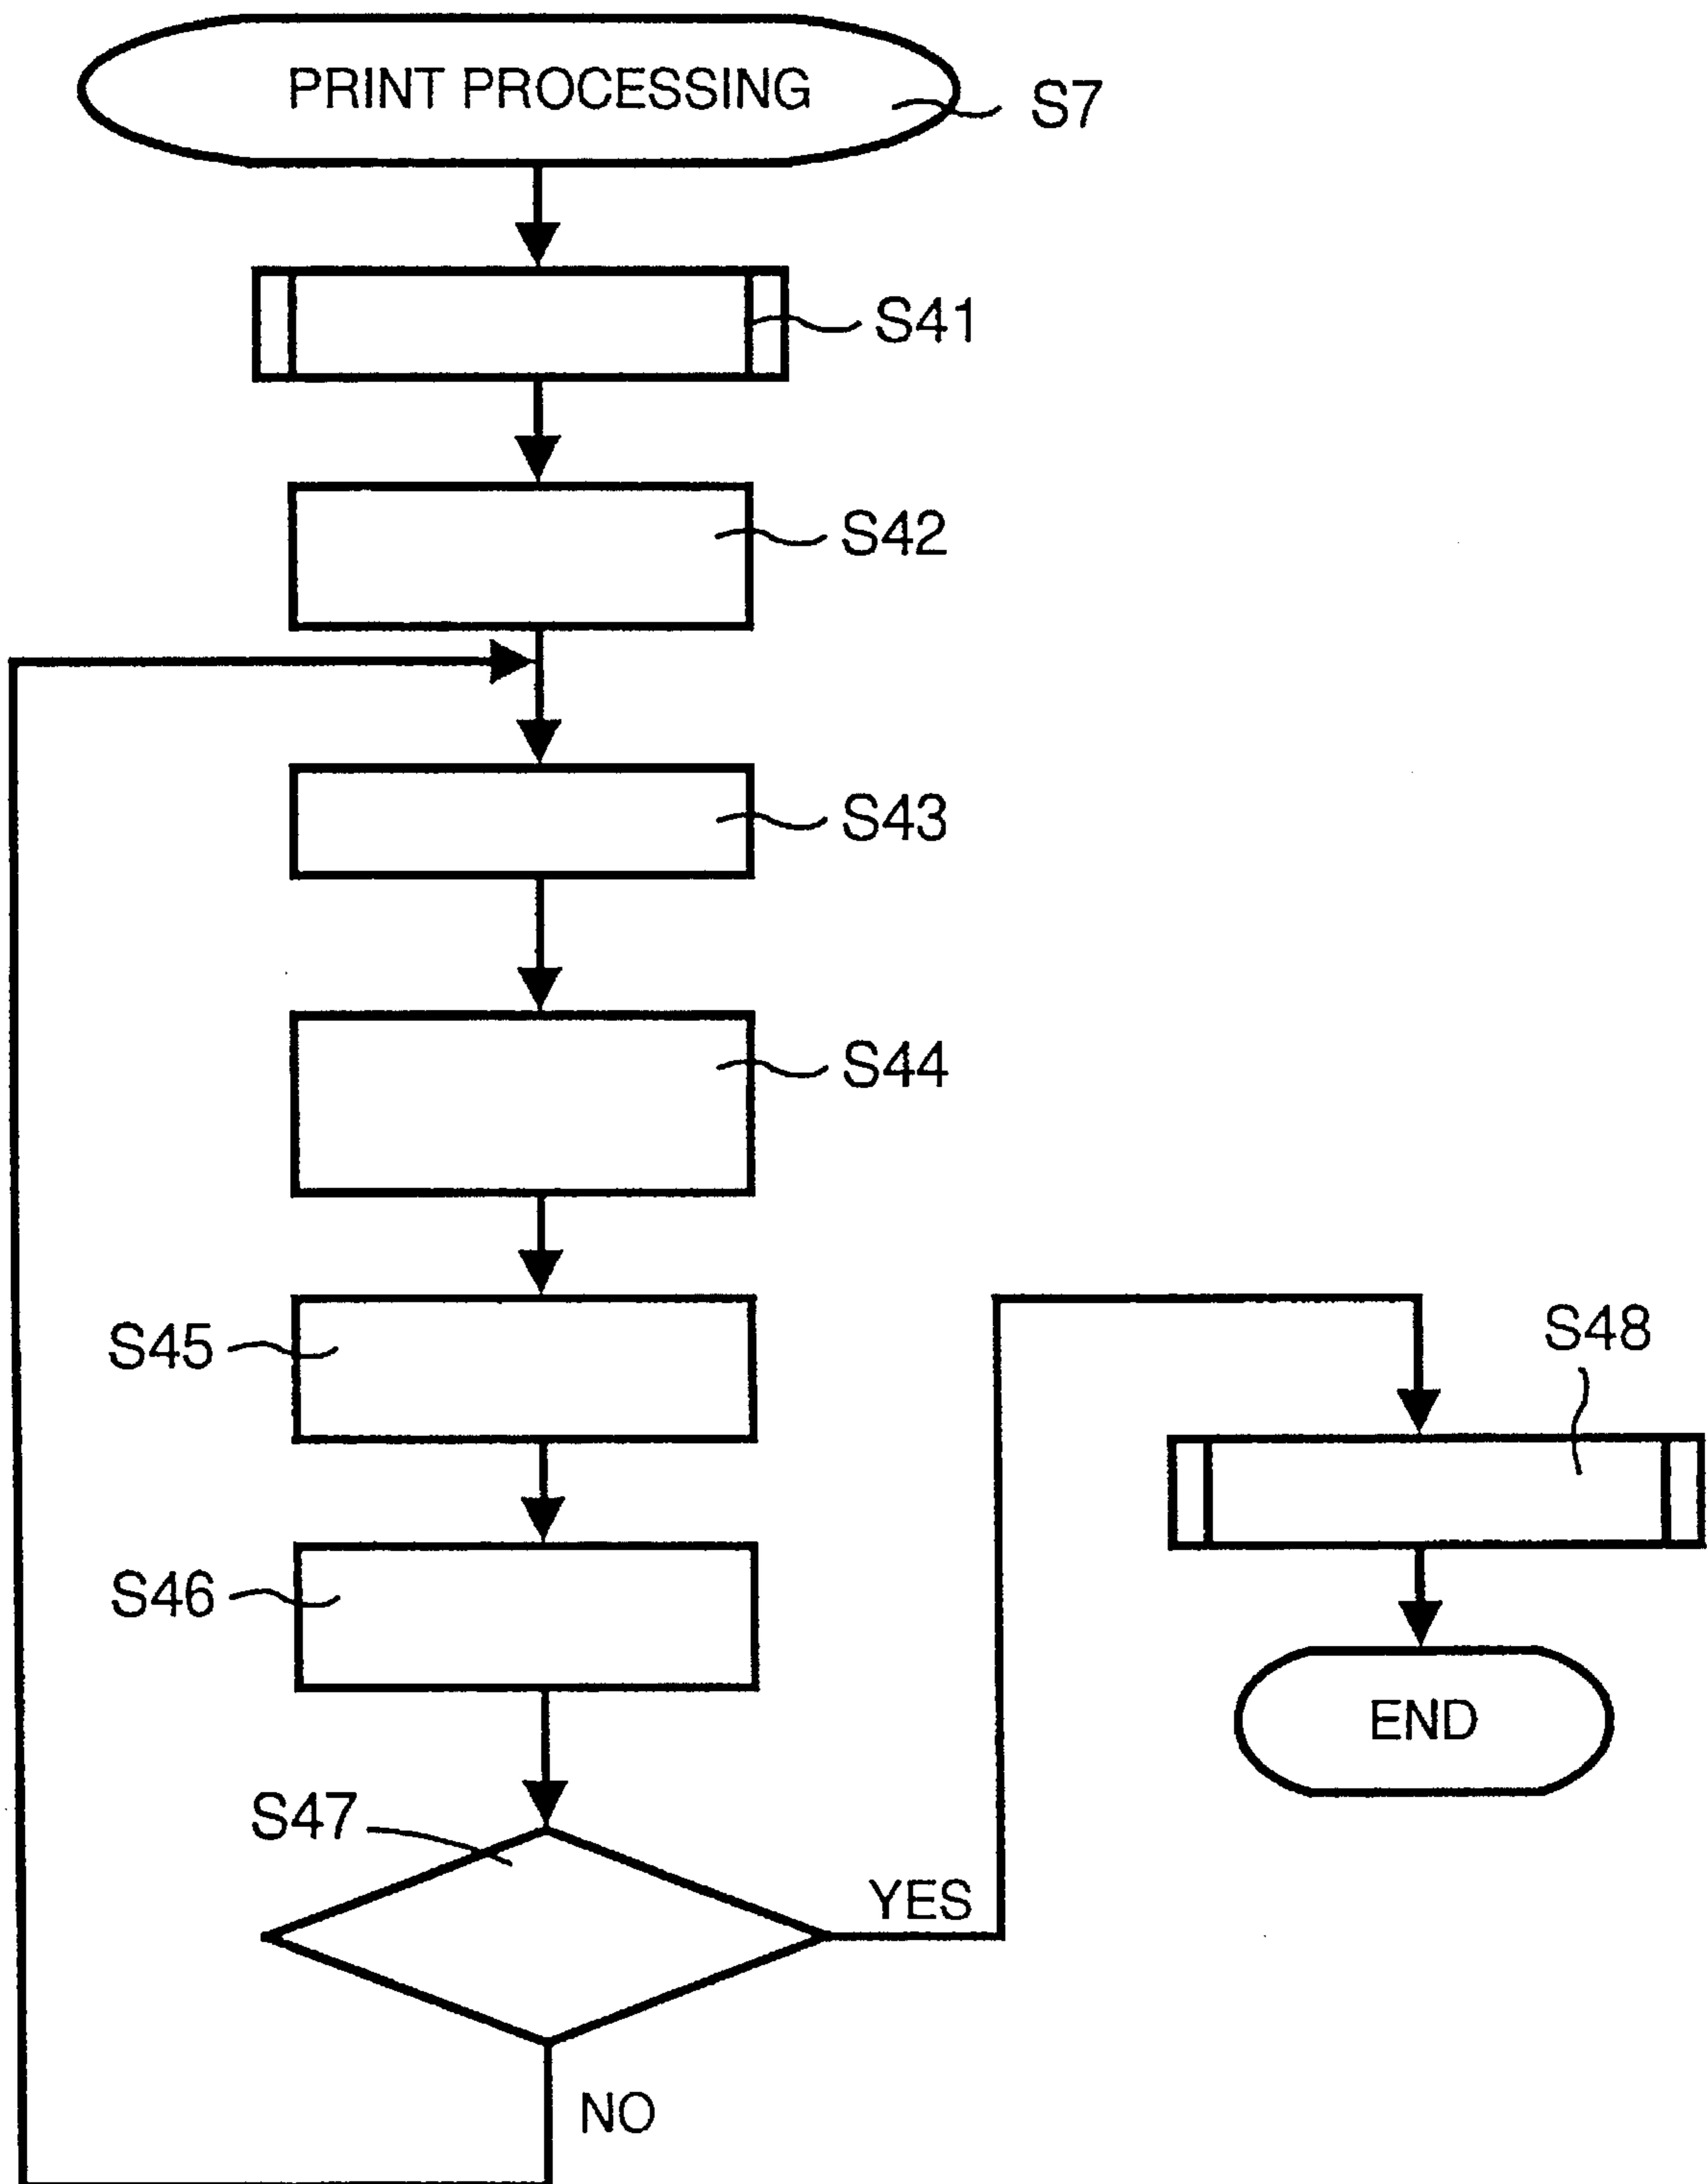 PRINT PROCESSING
S7
S41
S42
S43
S44
S45
S48
S46
END
S47
YES
NO